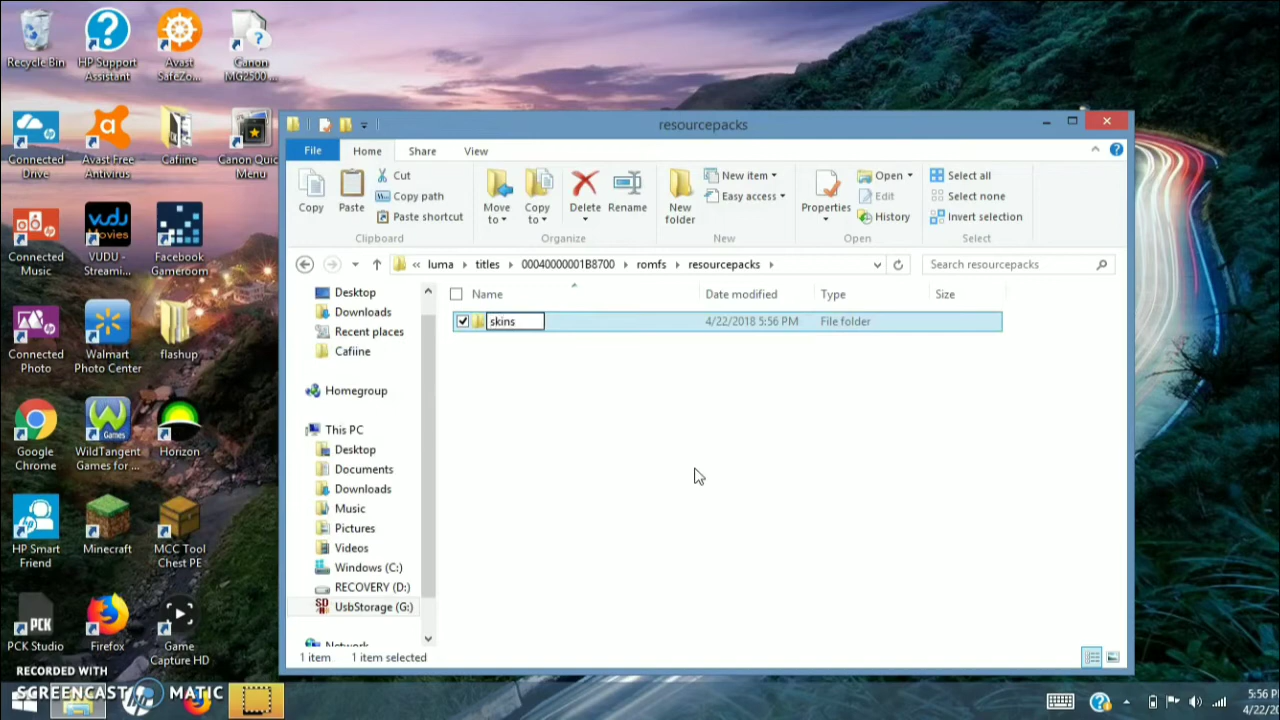 Recycle Bin
HP Support
Assistant
Avast
SafeZo...
Canon
MG2500 ...
Connected
Drive
Avast Free
Antivirus
Cafiine
Canon Quick
Menu
Connected
Music
VUDU
Movies
VUDU -
Streami...
Facebook
Gameroom
Connected
Photo
Walmart
Photo Center
flashup
Google
Chrome
WildTangent
Games for ...
Games
Horizon
HP Smart
Friend
Minecraft
MCC Tool
Chest PE
PCK
PCK Studio
Firefox
Game
Capture HD
resourcepacks
File Home Share View
Copy
Paste
Cut
Copy path
Paste shortcut
Clipboard
Move
to
Copy
to
Delete
Rename
Organize
New
folder
New item
Easy access
New
Properties
Open
Edit
History
Open
Select all
Select none
Invert selection
Select
« luma titles 00040000001B8700 romfs resourcepacks
Search resourcepacks
Name Date modified Type Size
skins 4/22/2018 5:56 PM File folder
Desktop
Downloads
Recent places
Cafiine
Homegroup
This PC
Desktop
Documents
Downloads
Music
Pictures
Videos
Windows (C:)
RECOVERY (D:)
UsbStorage (G:)
Network
1 item 1 item selected
RECORDED WITH
SCREENCAST MATIC
hp
5:56 PM
4/22/20